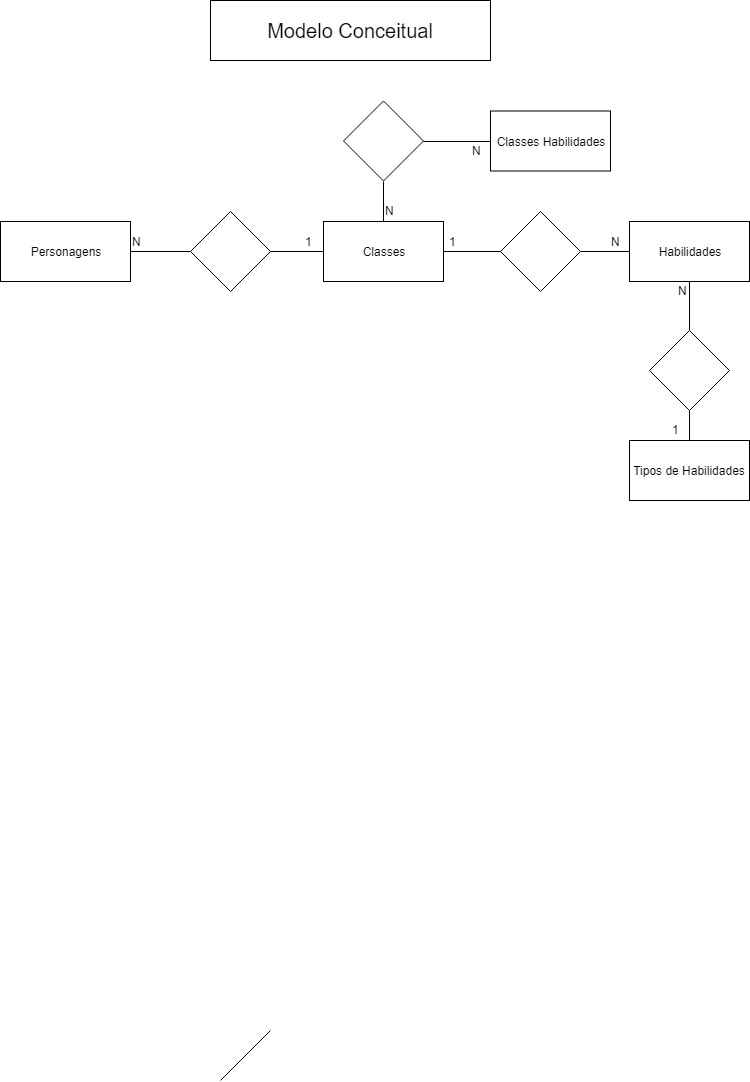 Modelo Conceitual
Classes Habilidades
N
N
Personagens
N
1
Classes
1
N
Habilidades
N
1
Tipos de Habilidades